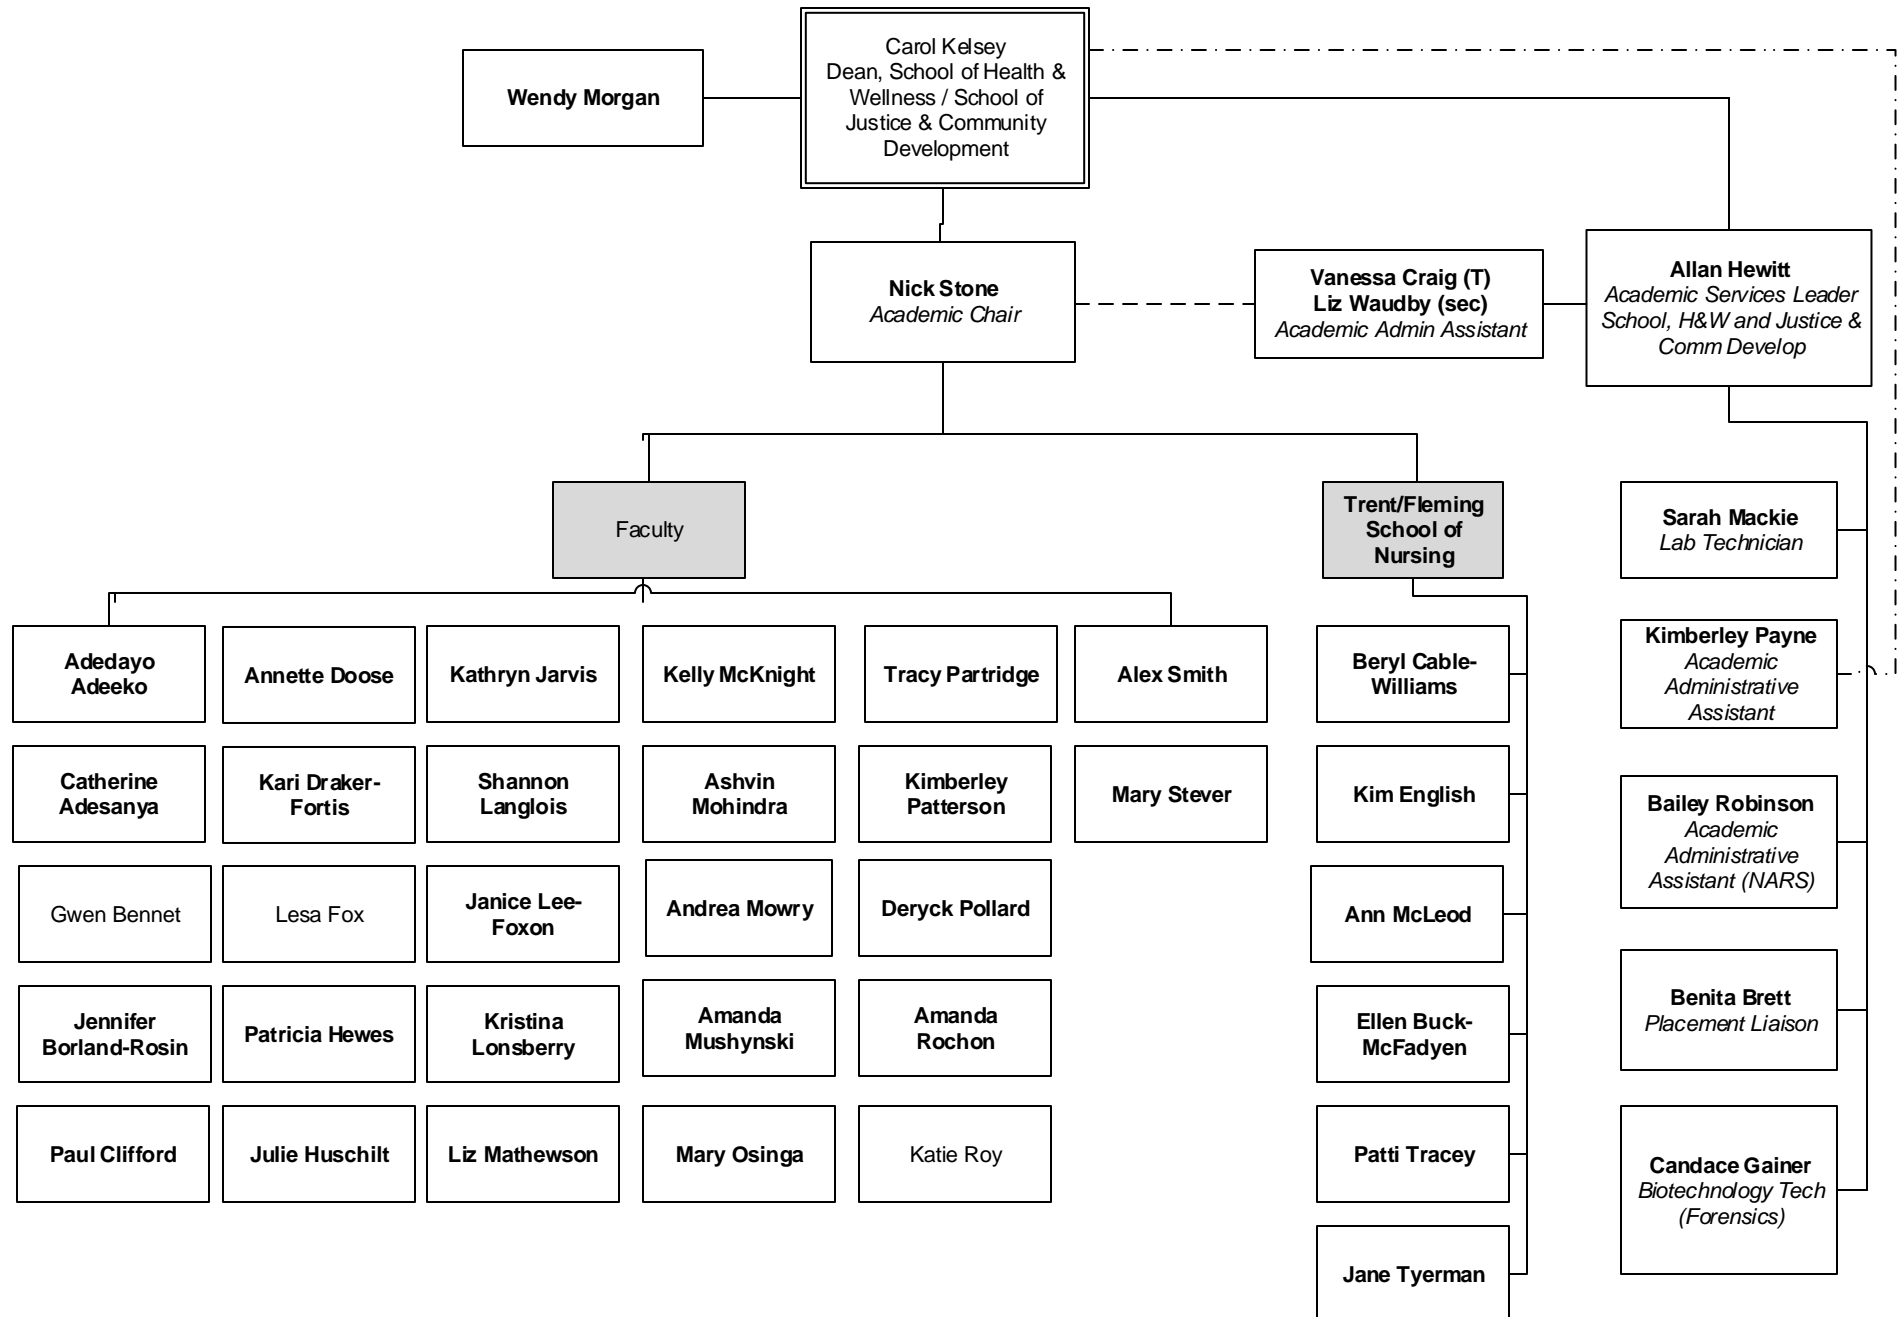 Carol Kelsey
Dean, School of Health &
Wellness / School of
Justice & Community
Development
Wendy Morgan
Nick Stone
Academic Chair
Vanessa Craig (T)
Liz Waudby (sec)
Academic Admin Assistant
Allan Hewitt
Academic Services Leader
School, H&W and Justice &
Comm Develop
Faculty
Trent/Fleming
School of
Nursing
Adedayo
Adeeko
Annette Doose
Kathryn Jarvis
Kelly McKnight
Tracy Partridge
Alex Smith
Catherine
Adesanya
Kari Draker-
Fortis
Shannon
Langlois
Ashvin
Mohindra
Kimberley
Patterson
Mary Stever
Gwen Bennet
Lesa Fox
Janice Lee-
Foxon
Andrea Mowry
Deryck Pollard
Jennifer
Borland-Rosin
Patricia Hewes
Kristina
Lonsberry
Amanda
Mushynski
Amanda
Rochon
Paul Clifford
Julie Huschilt
Liz Mathewson
Mary Osinga
Katie Roy
Beryl Cable-
Williams
Kim English
Ann McLeod
Ellen Buck-
McFadyen
Patti Tracey
Jane Tyerman
Sarah Mackie
Lab Technician
Kimberley Payne
Academic
Administrative
Assistant
Bailey Robinson
Academic
Administrative
Assistant (NARS)
Benita Brett
Placement Liaison
Candace Gainer
Biotechnology Tech
(Forensics)